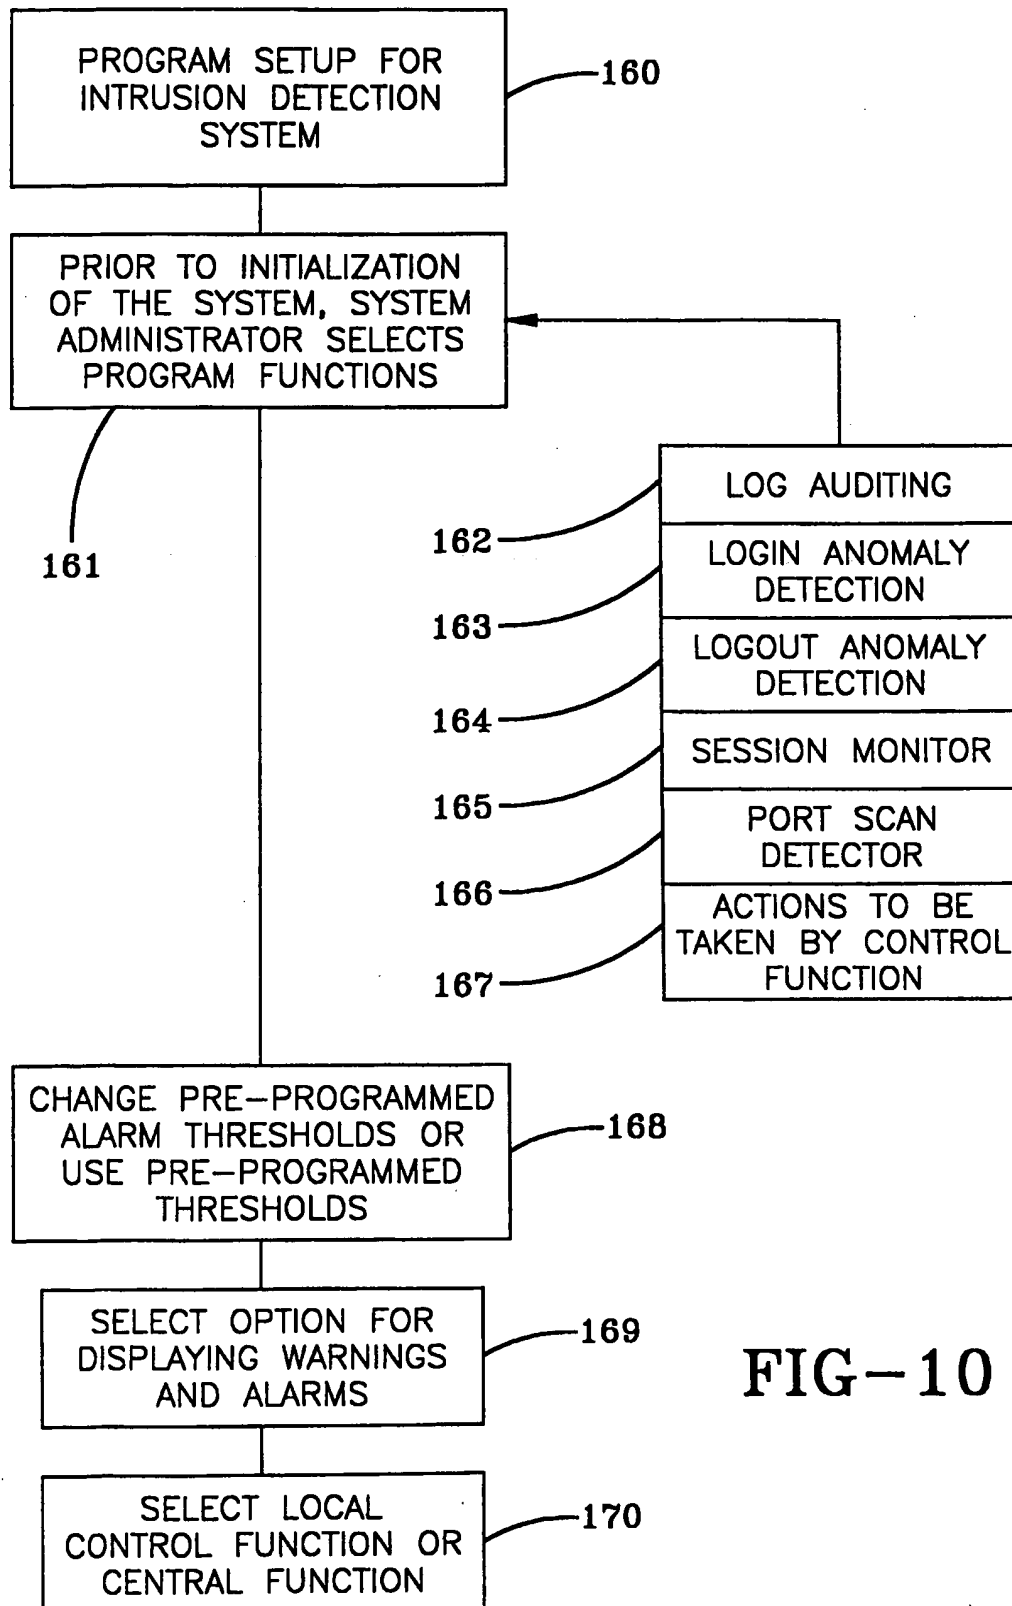 PROGRAM SETUP FOR
INTRUSION DETECTION
SYSTEM
160
PRIOR TO INITIALIZATION
OF THE SYSTEM, SYSTEM
ADMINISTRATOR SELECTS
PROGRAM FUNCTIONS
161
LOG AUDITING
162
LOGIN ANOMALY
DETECTION
163
LOGOUT ANOMALY
DETECTION
164
SESSION MONITOR
165
PORT SCAN
DETECTOR
166
ACTIONS TO BE
TAKEN BY CONTROL
FUNCTION
167
CHANGE PRE-PROGRAMMED
ALARM THRESHOLDS OR
USE PRE-PROGRAMMED
THRESHOLDS
168
SELECT OPTION FOR
DISPLAYING WARNINGS
AND ALARMS
169
FIG-10
SELECT LOCAL
CONTROL FUNCTION OR
CENTRAL FUNCTION
170